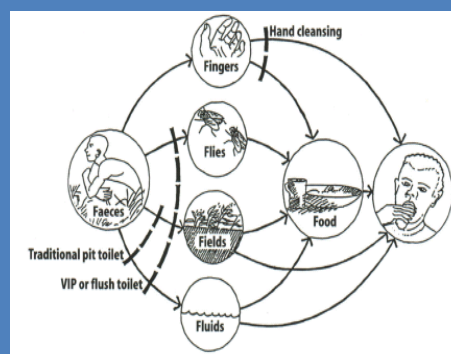 Hand cleansing
Fingers
Flies
Faeces
Food
Fields
Traditional pit toilet
VIP or flush toilet
Fluids